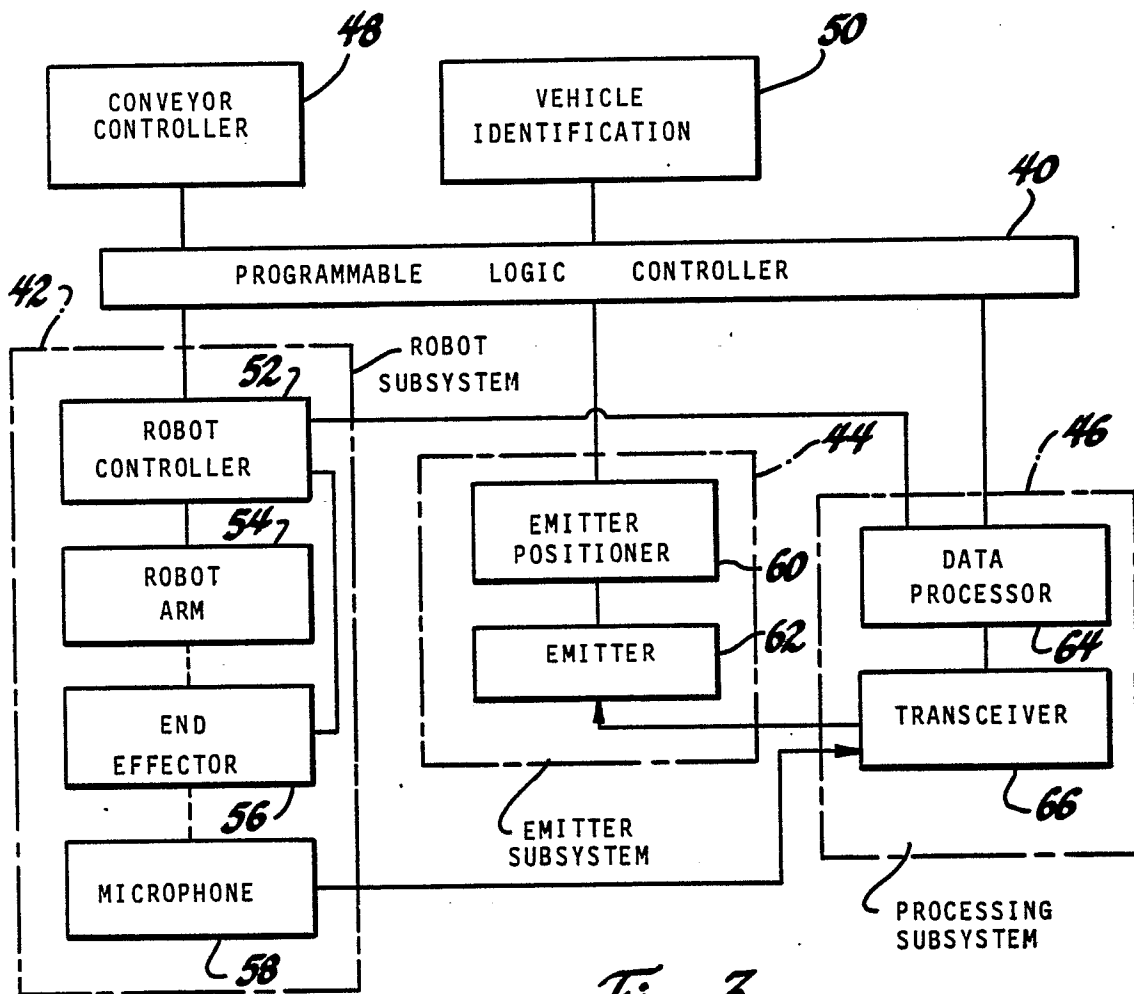 48
50
CONVEYOR
CONTROLLER
VEHICLE
IDENTIFICATION
40
PROGRAMMABLE LOGIC CONTROLLER
42
ROBOT
SUBSYSTEM
52
ROBOT
CONTROLLER
44
46
54
EMITTER
POSITIONER
60
DATA
PROCESSOR
ROBOT
ARM
62
EMITTER
64
TRANSCEIVER
END
EFFECTOR
56
66
EMITTER
SUBSYSTEM
MICROPHONE
PROCESSING
SUBSYSTEM
58